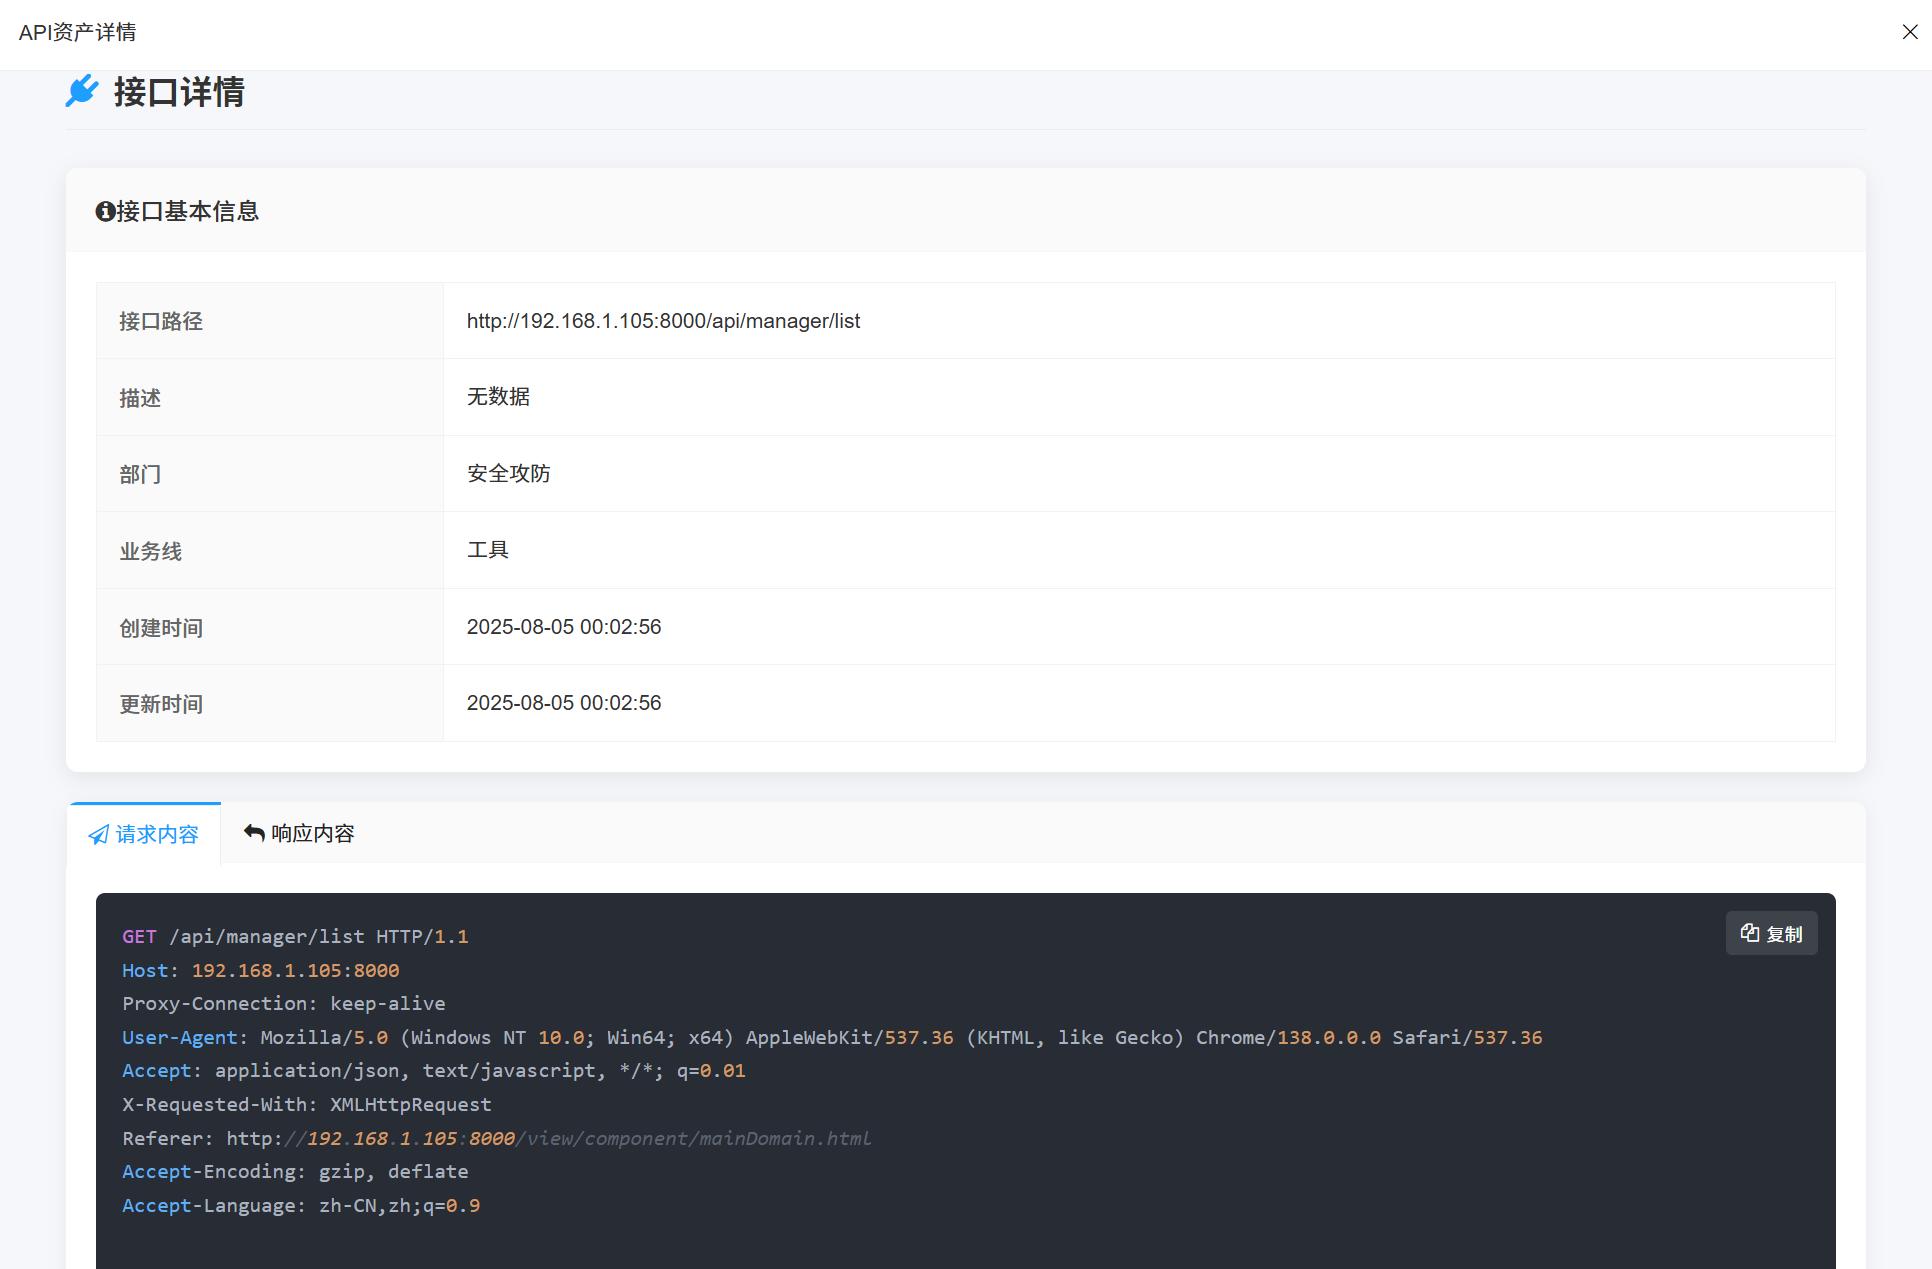 API资产详情
接口详情
接口基本信息
接口路径 http://192.168.1.105:8000/api/manager/list
描述 无数据
部门 安全攻防
业务线 工具
创建时间 2025-08-05 00:02:56
更新时间 2025-08-05 00:02:56
请求内容 响应内容
复制
GET /api/manager/list HTTP/1.1
Host: 192.168.1.105:8000
Proxy-Connection: keep-alive
User-Agent: Mozilla/5.0 (Windows NT 10.0; Win64; x64) AppleWebKit/537.36 (KHTML, like Gecko) Chrome/138.0.0.0 Safari/537.36
Accept: application/json, text/javascript, */*; q=0.01
X-Requested-With: XMLHttpRequest
Referer: http://192.168.1.105:8000/view/component/mainDomain.html
Accept-Encoding: gzip, deflate
Accept-Language: zh-CN,zh;q=0.9